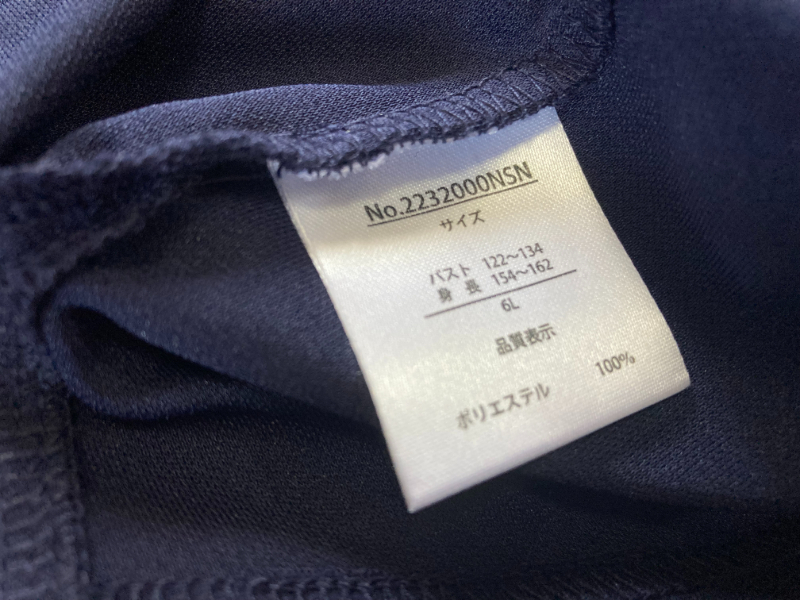 No.2232000NSN
サイズ
バスト 122～134
身 長 154～162
6L
品質表示
ポリエステル 100%